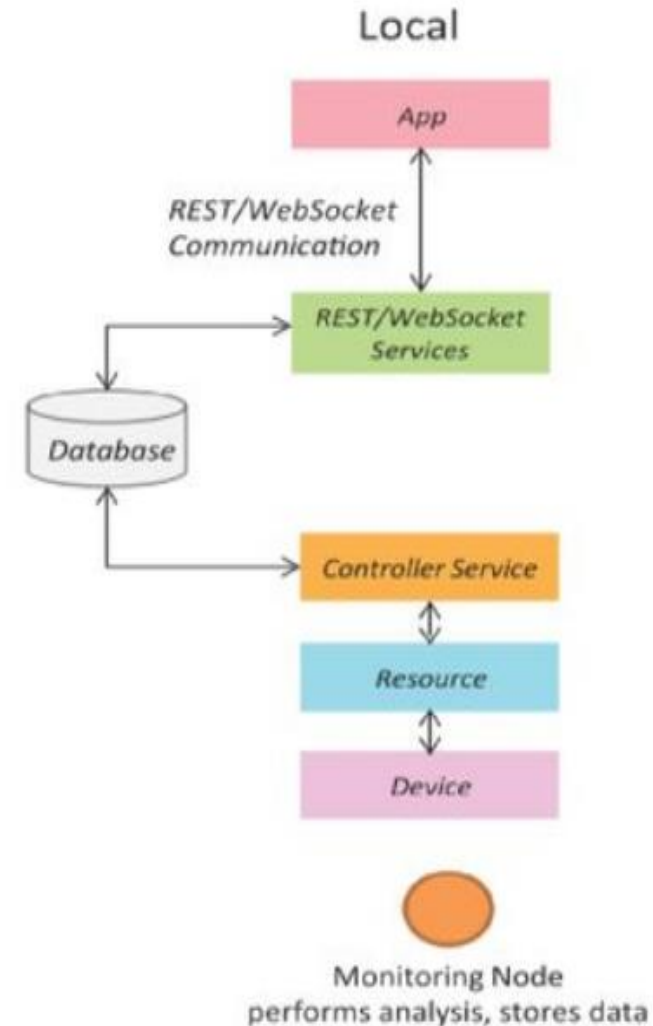 Local
App
REST/WebSocket
Communication
REST/WebSocket
Services
Database
Controller Service
Resource
Device
Monitoring Node
performs analysis, stores data